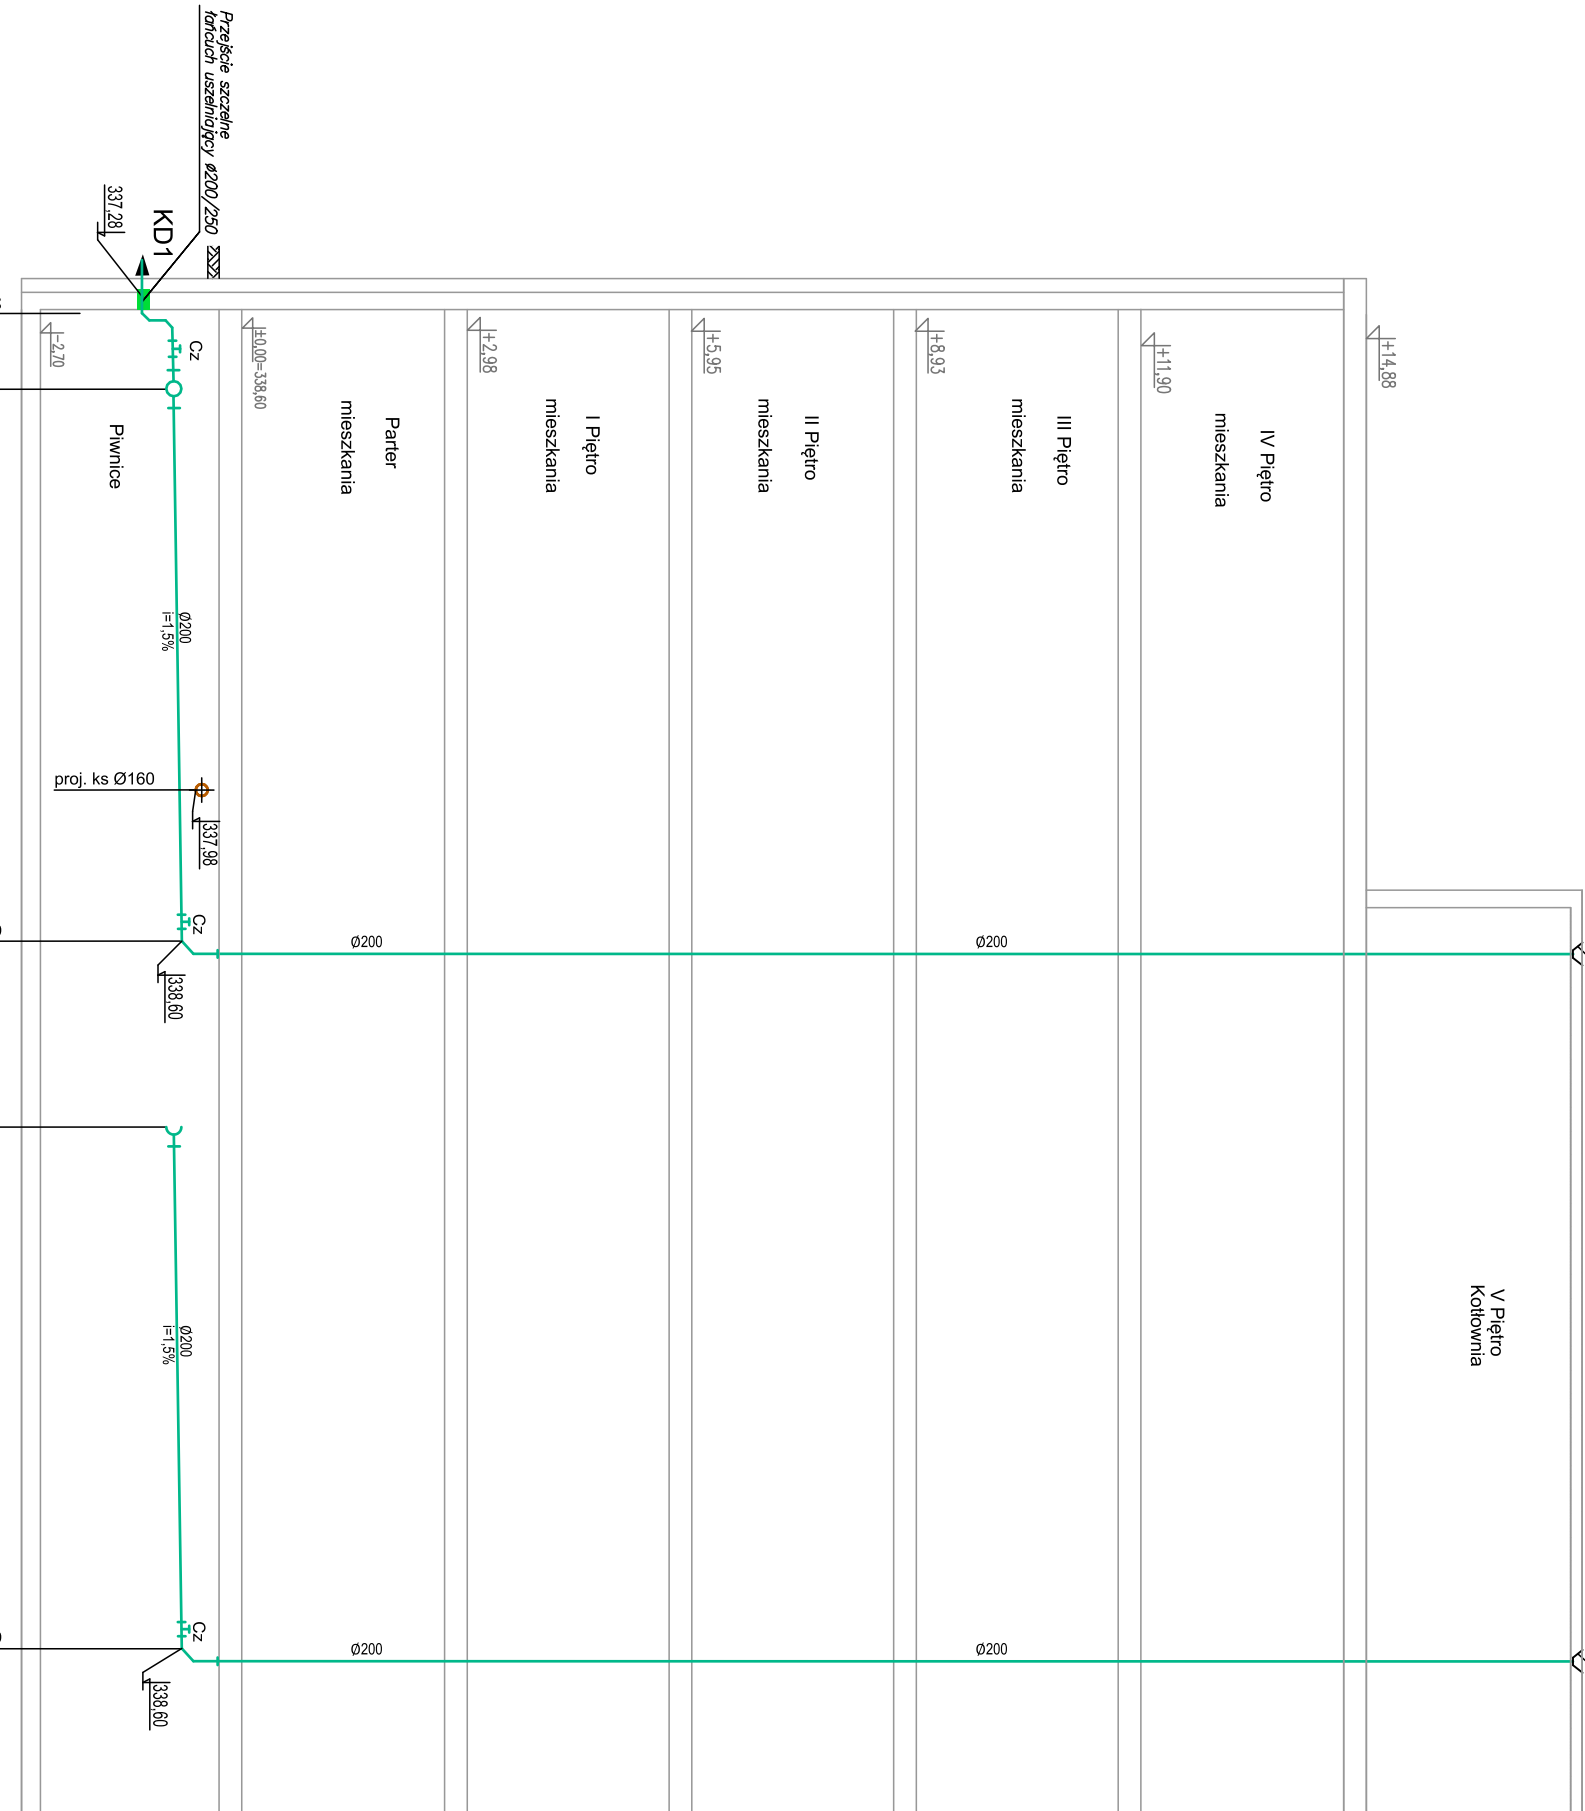 Przejście szczelne
łańcuch uszelniający ø200/250
KD1
337,28
+14,88
+11,90
+8,93
+5,95
+2,98
±0,00=338,60
-2,70
IV Piętro
mieszkania
III Piętro
mieszkania
II Piętro
mieszkania
I Piętro
mieszkania
Parter
mieszkania
Piwnice
V Piętro
Kotłownia
Cz
Ø200
i=1,5%
proj. ks Ø160
337,98
Cz
338,60
Ø200
Ø200
Ø200
i=1,5%
Cz
338,60
Ø200
Ø200